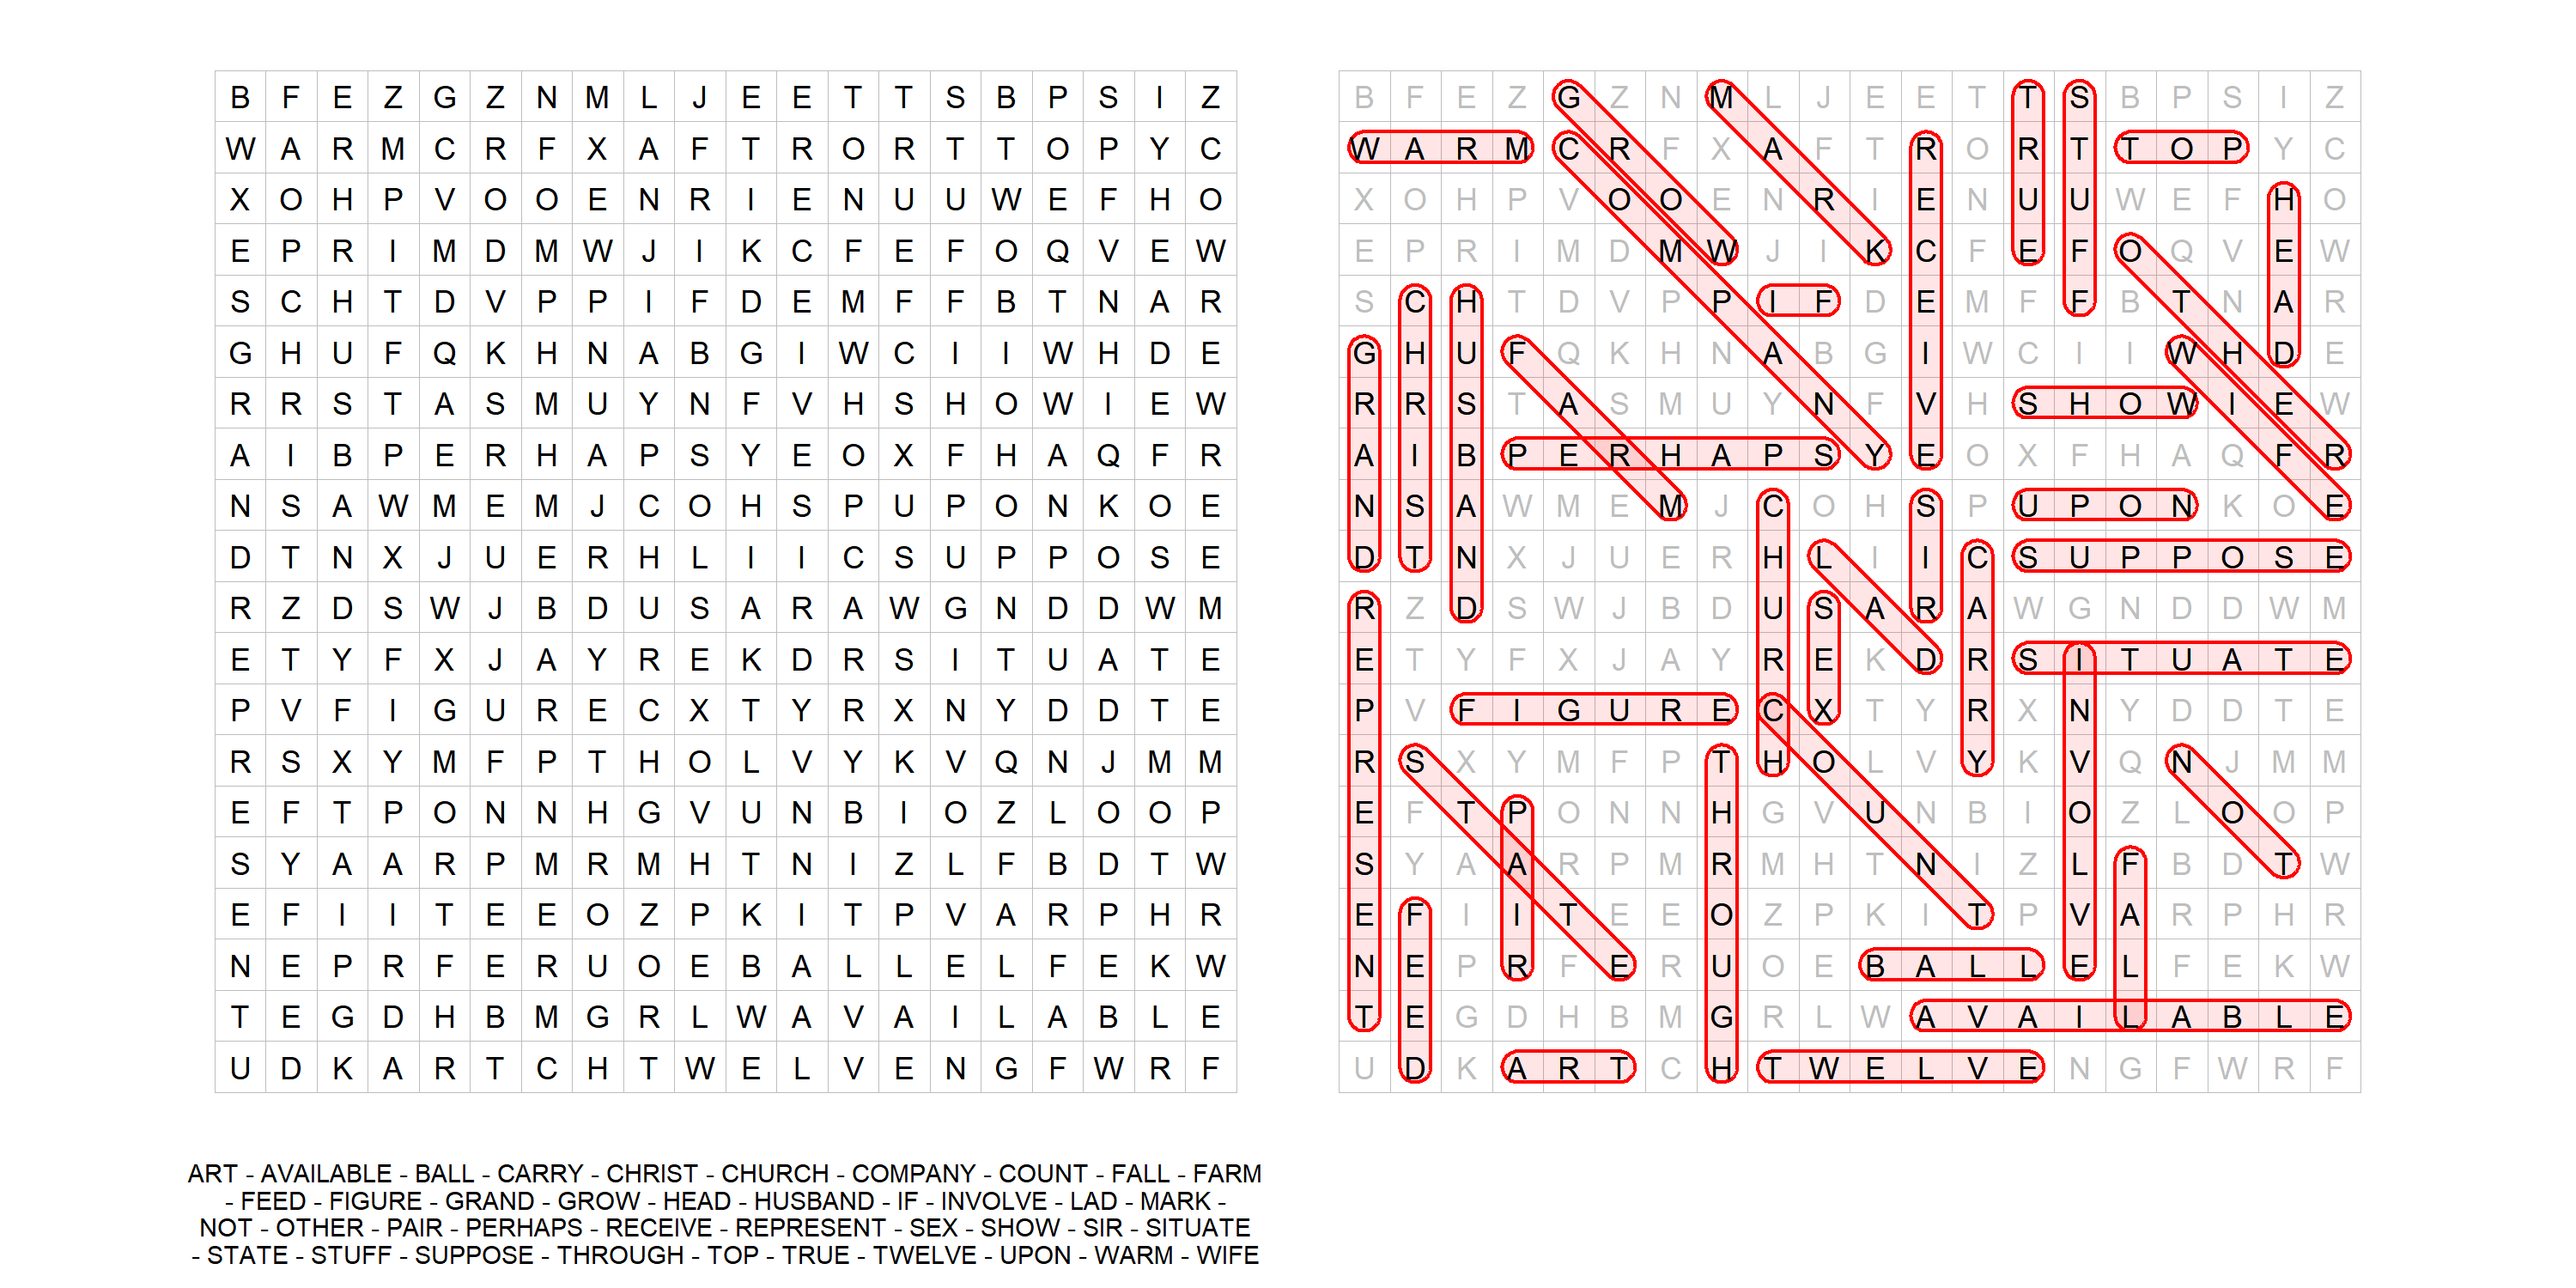 B F E Z G Z N M L J E E T T S B P S I Z
W A R M C R F X A F T R O R T T O P Y C
X O H P V O O E N R I E N U U W E F H O
E P R I M D M W J I K C F E F O Q V E W
S C H T D V P P I F D E M F F B T N A R
G H U F Q K H N A B G I W C I I W H D E
R R S T A S M U Y N F V H S H O W I E W
A I B P E R H A P S Y E O X F H A Q F R
N S A W M E M J C O H S P U P O N K O E
D T N X J U E R H L I I C S U P P O S E
R Z D S W J B D U S A R A W G N D D W M
E T Y F X J A Y R E K D R S I T U A T E
P V F I G U R E C X T Y R X N Y D D T E
R S X Y M F P T H O L V Y K V Q N J M M
E F T P O N N H G V U N B I O Z L O O P
S Y A A R P M R M H T N I Z L F B D T W
E F I I T E E O Z P K I T P V A R P H R
N E P R F E R U O E B A L L E L F E K W
T E G D H B M G R L W A V A I L A B L E
U D K A R T C H T W E L V E N G F W R F
B F E Z G Z N M L J E E T T S B P S I Z
W A R M C R F X A F T R O R T T O P Y C
X O H P V O O E N R I E N U U W E F H O
E P R I M D M W J I K C F E F O Q V E W
S C H T D V P P I F D E M F F B T N A R
G H U F Q K H N A B G I W C I I W H D E
R R S T A S M U Y N F V H S H O W I E W
A I B P E R H A P S Y E O X F H A Q F R
N S A W M E M J C O H S P U P O N K O E
D T N X J U E R H L I I C S U P P O S E
R Z D S W J B D U S A R A W G N D D W M
E T Y F X J A Y R E K D R S I T U A T E
P V F I G U R E C X T Y R X N Y D D T E
R S X Y M F P T H O L V Y K V Q N J M M
E F T P O N N H G V U N B I O Z L O O P
S Y A A R P M R M H T N I Z L F B D T W
E F I I T E E O Z P K I T P V A R P H R
N E P R F E R U O E B A L L E L F E K W
T E G D H B M G R L W A V A I L A B L E
U D K A R T C H T W E L V E N G F W R F
ART - AVAILABLE - BALL - CARRY - CHRIST - CHURCH - COMPANY - COUNT - FALL - FARM
- FEED - FIGURE - GRAND - GROW - HEAD - HUSBAND - IF - INVOLVE - LAD - MARK -
NOT - OTHER - PAIR - PERHAPS - RECEIVE - REPRESENT - SEX - SHOW - SIR - SITUATE
- STATE - STUFF - SUPPOSE - THROUGH - TOP - TRUE - TWELVE - UPON - WARM - WIFE